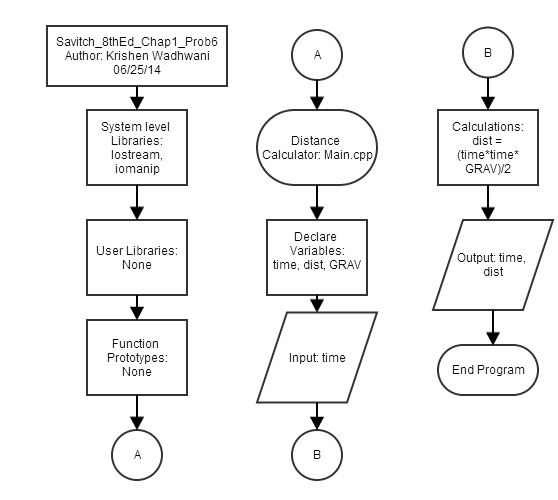 Savitch_8thEd_Chap1_Prob6
Author: Krishen Wadhwani
06/25/14
System level
Libraries:
Iostream,
iomanip
User Libraries:
None
Function
Prototypes:
None
A
A
Distance
Calculator: Main.cpp
Declare
Variables:
time, dist, GRAV
Input: time
B
B
Calculations:
dist =
(time*time*
GRAV)/2
Output: time,
dist
End Program